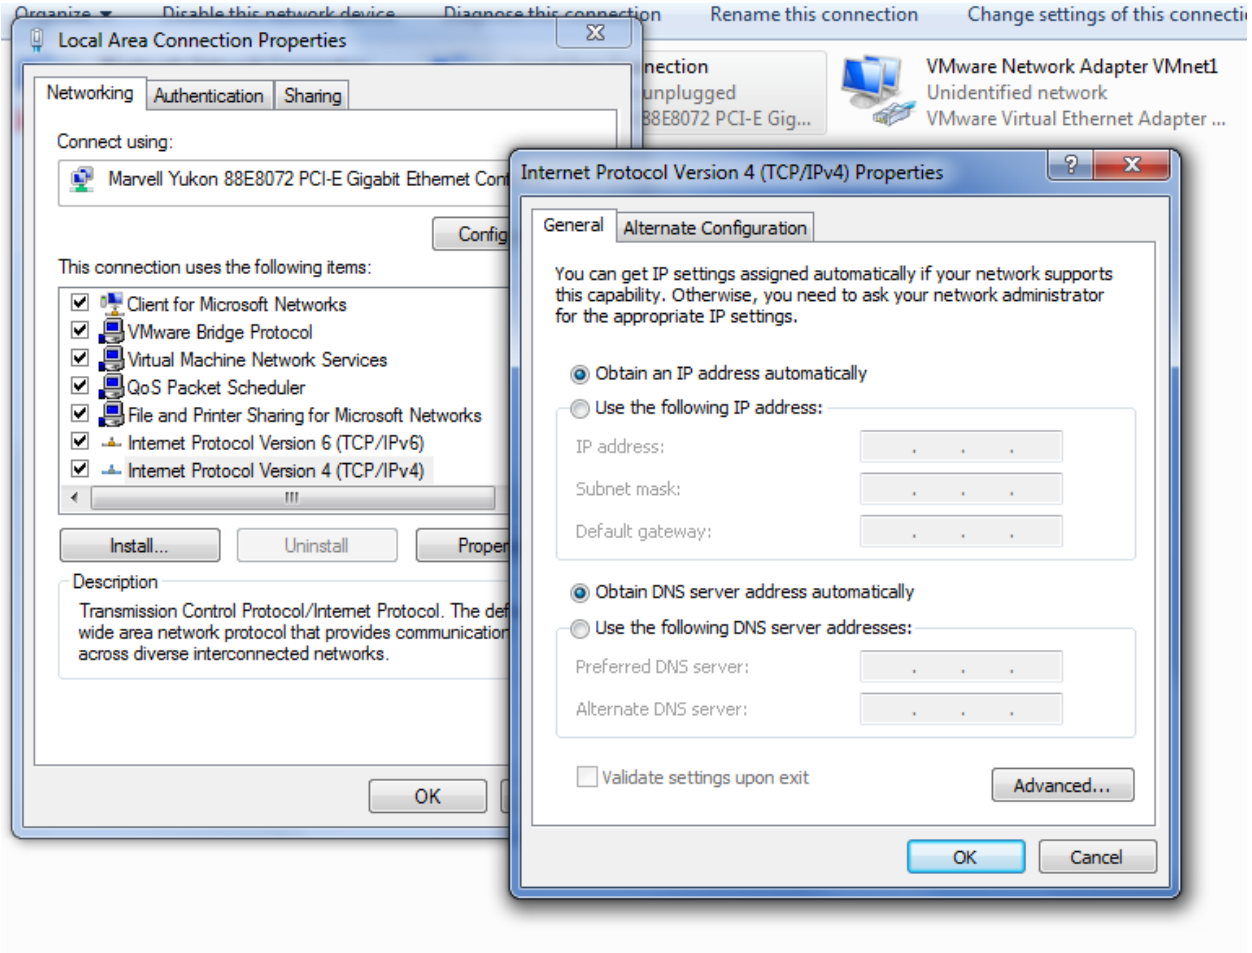 Organize
Disable this network device
Diagnose this connection
Rename this connection
Change settings of this connecti
Local Area Connection Properties
Networking
Authentication
Sharing
Connect using:
Marvell Yukon 88E8072 PCI-E Gigabit Ethernet Con
Config
This connection uses the following items:
Client for Microsoft Networks
VMware Bridge Protocol
Virtual Machine Network Services
QoS Packet Scheduler
File and Printer Sharing for Microsoft Networks
Internet Protocol Version 6 (TCP/IPv6)
Internet Protocol Version 4 (TCP/IPv4)
Install...
Uninstall
Proper
Description
Transmission Control Protocol/Internet Protocol. The def
wide area network protocol that provides communication
across diverse interconnected networks.
OK
nection
unplugged
88E8072 PCI-E Gig...
VMware Network Adapter VMnet1
Unidentified network
VMware Virtual Ethernet Adapter ...
Internet Protocol Version 4 (TCP/IPv4) Properties
General
Alternate Configuration
You can get IP settings assigned automatically if your network supports
this capability. Otherwise, you need to ask your network administrator
for the appropriate IP settings.
Obtain an IP address automatically
Use the following IP address:
IP address:
Subnet mask:
Default gateway:
Obtain DNS server address automatically
Use the following DNS server addresses:
Preferred DNS server:
Alternate DNS server:
Validate settings upon exit
Advanced...
OK
Cancel